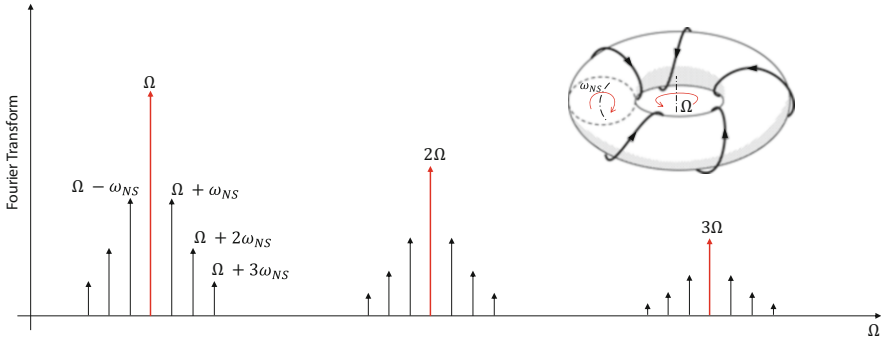 Fourier Transform
Ω
Ω − ω_NS
Ω + ω_NS
Ω + 2ω_NS
Ω + 3ω_NS
2Ω
3Ω
ω_NS
Ω
Ω